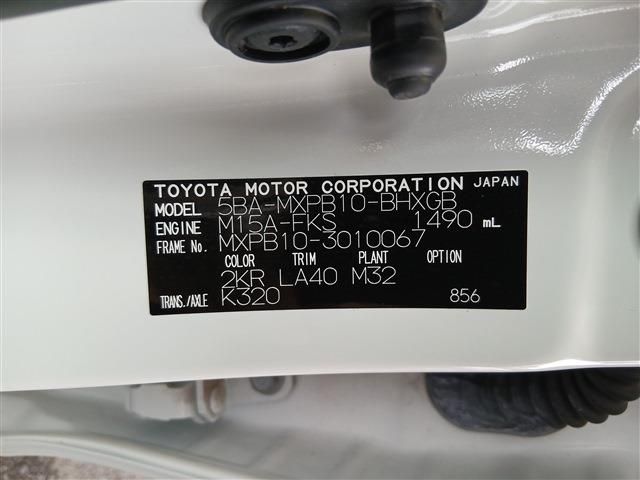 TOYOTA MOTOR CORPORATION JAPAN
MODEL 5BA-MXPB10-BHXGB
ENGINE M15A-FKS 1490 mL
FRAME No. MXPB10-3010067
COLOR TRIM PLANT OPTION
2KR LA40 M32
TRANS./AXLE K320 856